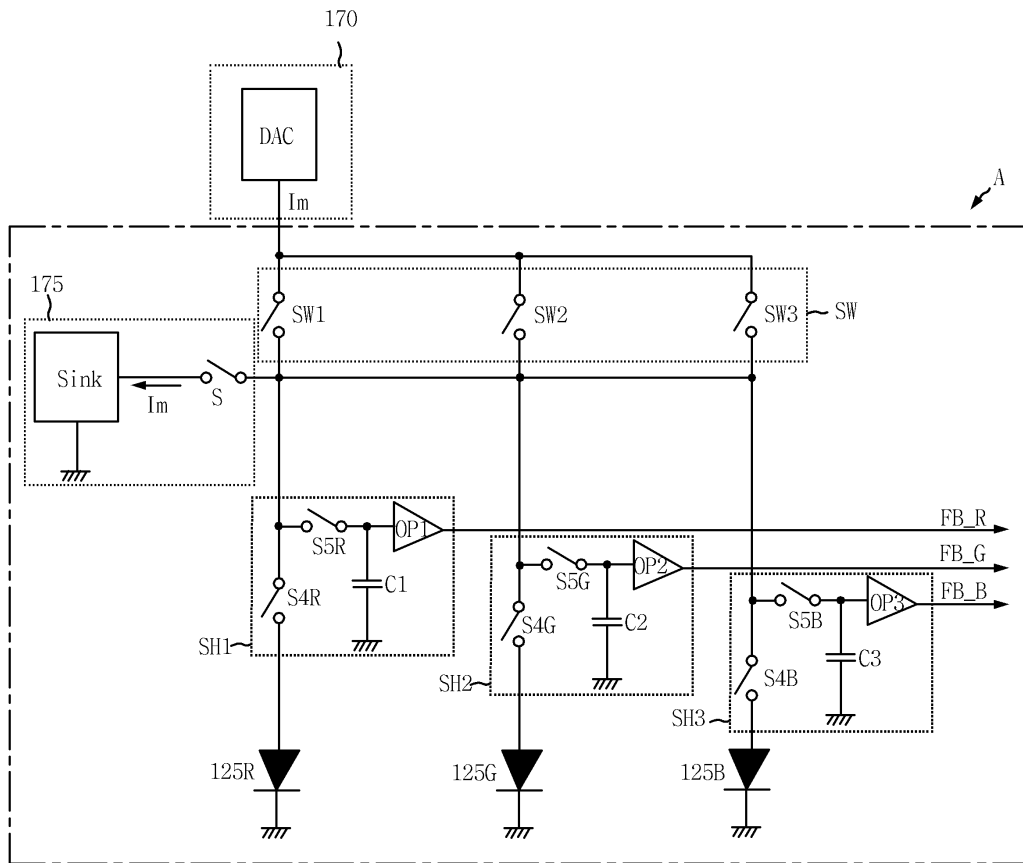 170
DAC
Im
A
175
SW1
SW2
SW3
SW
Sink
Im
S
FB_R
OP1
S5R
C1
S4R
SH1
FB_G
OP2
S5G
C2
S4G
SH2
FB_B
OP3
S5B
C3
S4B
SH3
125R
125G
125B